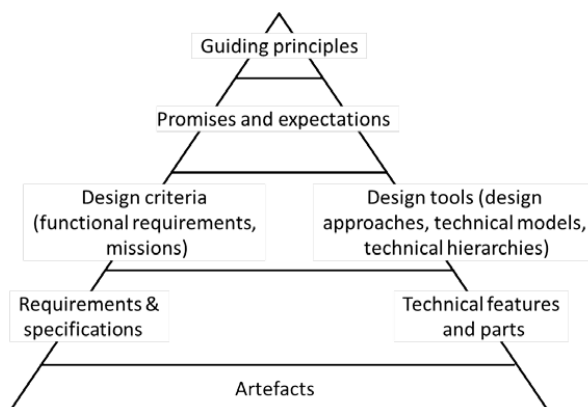 Guiding principles
Promises and expectations
Design criteria
(functional requirements,
missions)
Design tools (design
approaches, technical models,
technical hierarchies)
Requirements &
specifications
Technical features
and parts
Artefacts